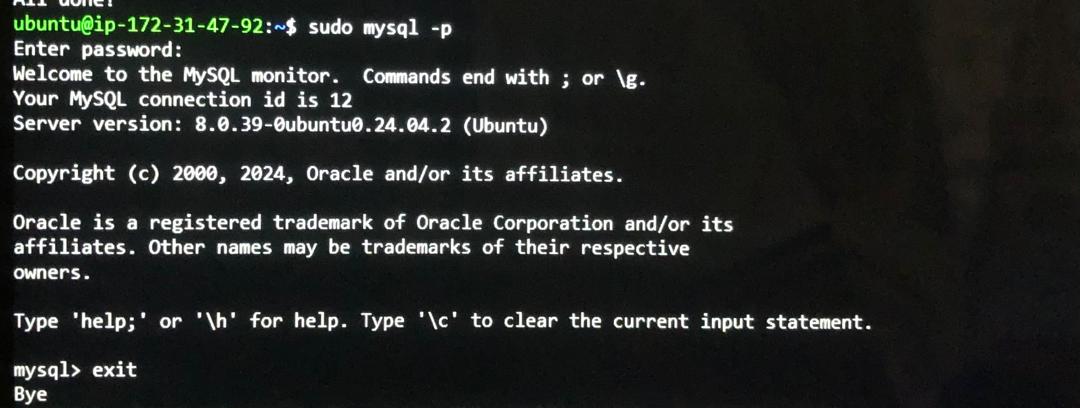 All done!
ubuntu@ip-172-31-47-92:~$ sudo mysql -p
Enter password:
Welcome to the MySQL monitor.  Commands end with ; or \g.
Your MySQL connection id is 12
Server version: 8.0.39-0ubuntu0.24.04.2 (Ubuntu)
Copyright (c) 2000, 2024, Oracle and/or its affiliates.
Oracle is a registered trademark of Oracle Corporation and/or its
affiliates. Other names may be trademarks of their respective
owners.
Type 'help;' or '\h' for help. Type '\c' to clear the current input statement.
mysql> exit
Bye